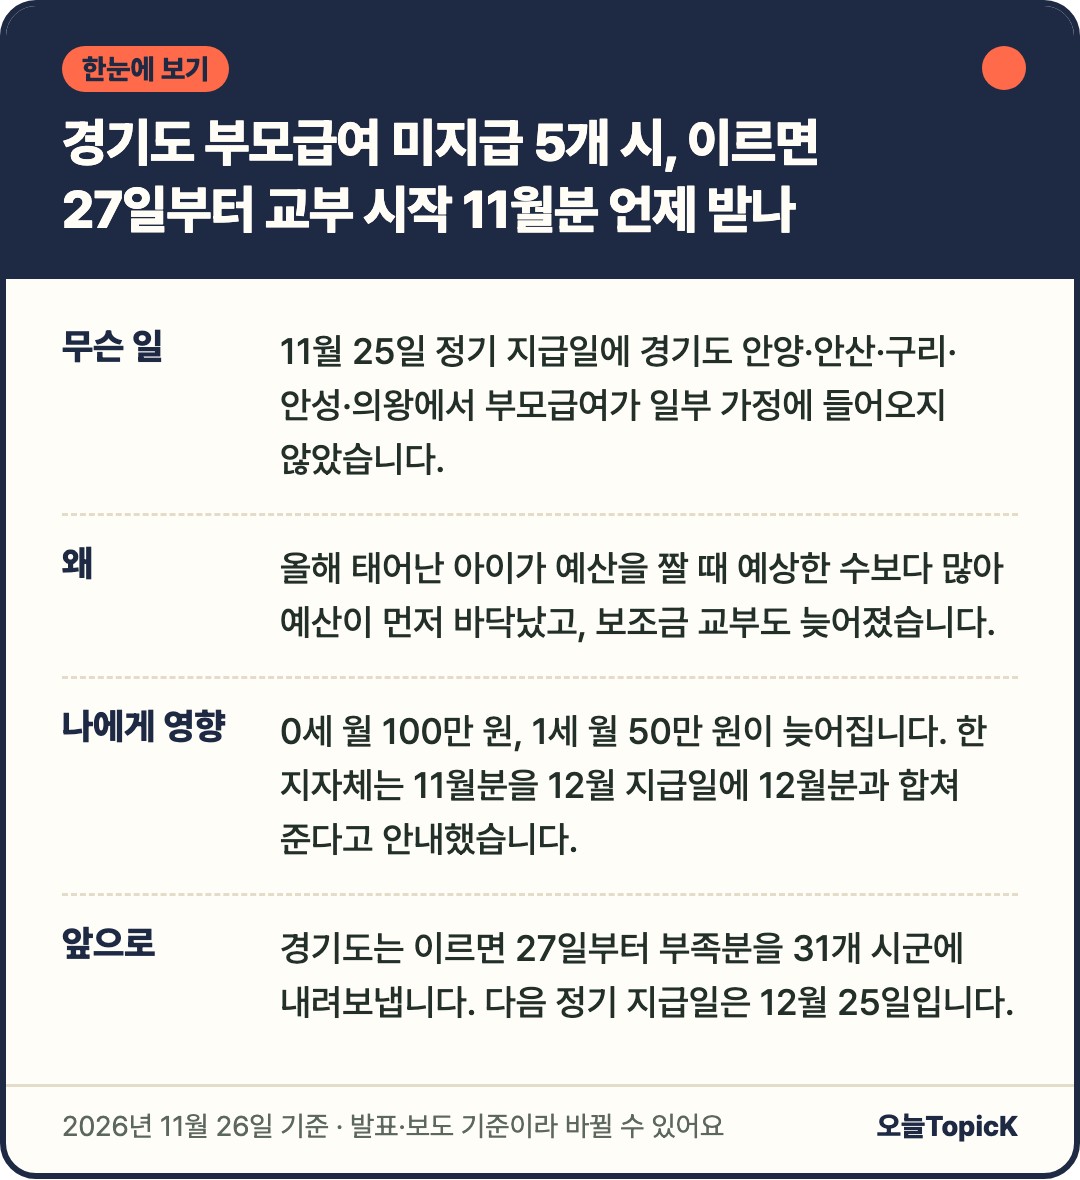 한눈에 보기
경기도 부모급여 미지급 5개 시, 이르면
27일부터 교부 시작 11월분 언제 받나
무슨 일
11월 25일 정기 지급일에 경기도 안양·안산·구리·
안성·의왕에서 부모급여가 일부 가정에 들어오지
않았습니다.
왜
올해 태어난 아이가 예산을 짤 때 예상한 수보다 많아
예산이 먼저 바닥났고, 보조금 교부도 늦어졌습니다.
나에게 영향
0세 월 100만 원, 1세 월 50만 원이 늦어집니다. 한
지자체는 11월분을 12월 지급일에 12월분과 합쳐
준다고 안내했습니다.
앞으로
경기도는 이르면 27일부터 부족분을 31개 시군에
내려보냅니다. 다음 정기 지급일은 12월 25일입니다.
2026년 11월 26일 기준 · 발표·보도 기준이라 바뀔 수 있어요
오늘TopicK